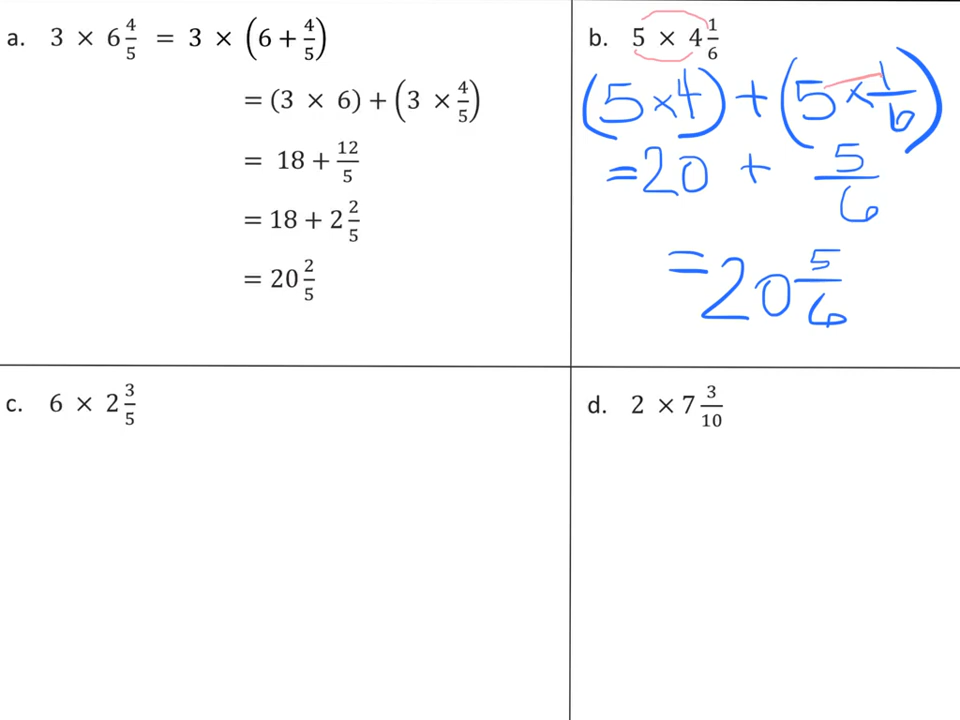 a. 3 × 6 4/5 = 3 × (6 + 4/5)
= (3 × 6) + (3 × 4/5)
= 18 + 12/5
= 18 + 2 2/5
= 20 2/5
b. 5 × 4 1/6
(5 × 4) + (5 × 1/6)
= 20 + 5/6
= 20 5/6
c. 6 × 2 3/5
d. 2 × 7 3/10